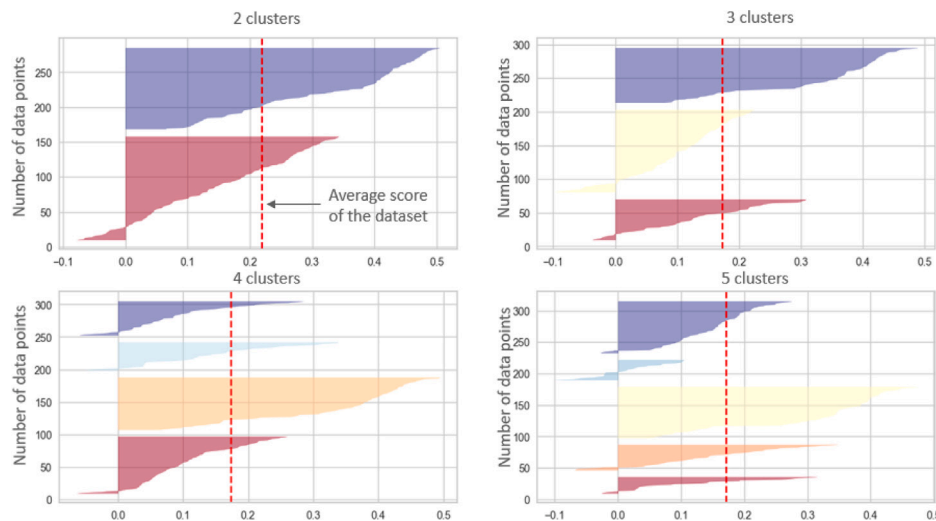 2 clusters
Number of data points
250
200
150
100
50
0
−0.1 0.0 0.1 0.2 0.3 0.4 0.5
Average score
of the dataset
3 clusters
Number of data points
300
250
200
150
100
50
0
−0.1 0.0 0.1 0.2 0.3 0.4 0.5
4 clusters
Number of data points
300
250
200
150
100
50
0
0.0 0.1 0.2 0.3 0.4 0.5
5 clusters
Number of data points
300
250
200
150
100
50
0
−0.1 0.0 0.1 0.2 0.3 0.4 0.5